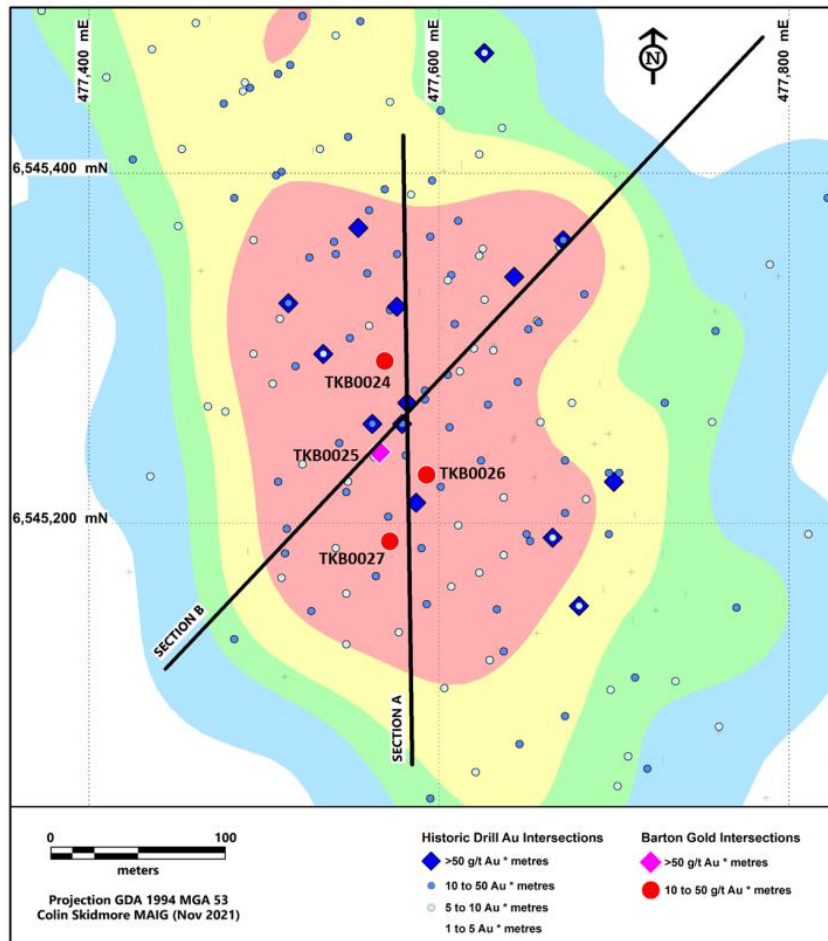 477,400 mE
477,600 mE
477,800 mE
N
6,545,400 mN
TKB0024
TKB0025
TKB0026
6,545,200 mN
TKB0027
SECTION B
SECTION A
0 100
meters
Projection GDA 1994 MGA 53
Colin Skidmore MAIG (Nov 2021)
Historic Drill Au Intersections
>50 g/t Au * metres
10 to 50 Au * metres
5 to 10 Au * metres
1 to 5 Au * metres
Barton Gold Intersections
>50 g/t Au * metres
10 to 50 g/t Au * metres